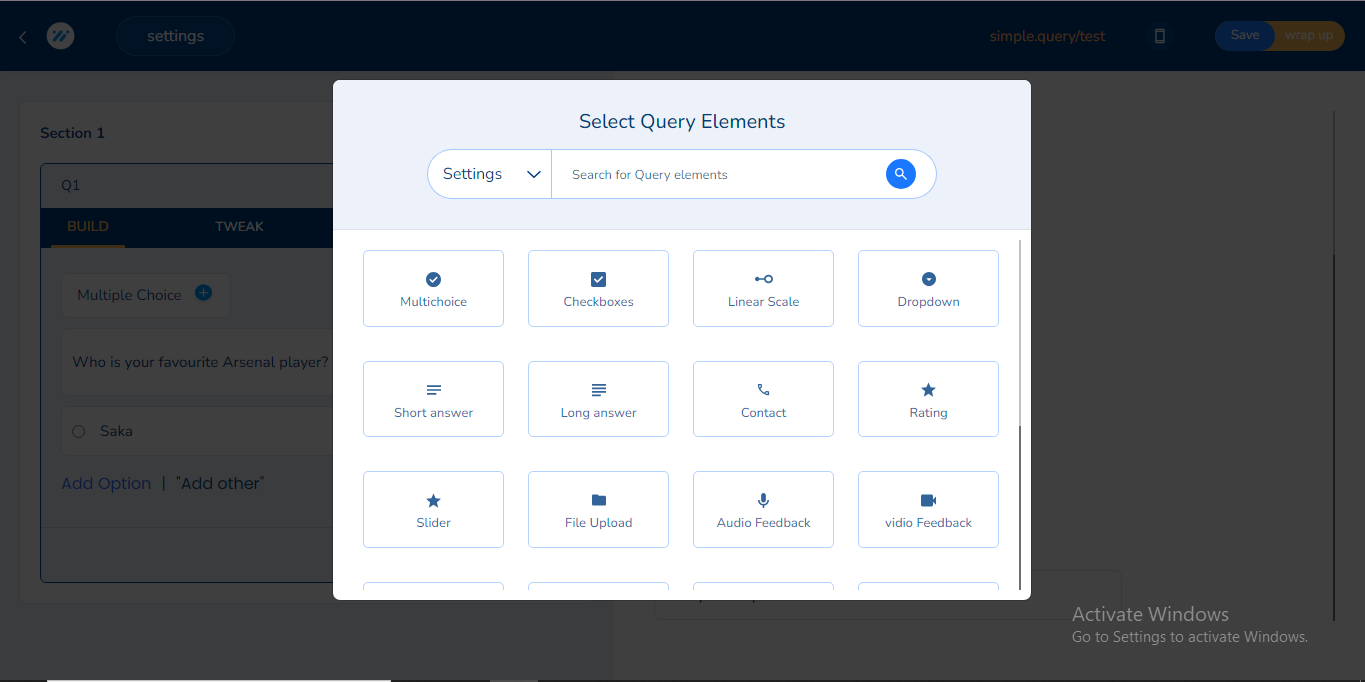 settings
simple.query/test
Save
wrap up
Section 1
Q1
BUILD
TWEAK
Multiple Choice
Who is your favourite Arsenal player?
Saka
Add Option | "Add other"
Select Query Elements
Settings
Search for Query elements
Multichoice
Checkboxes
Linear Scale
Dropdown
Short answer
Long answer
Contact
Rating
Slider
File Upload
Audio Feedback
vidio Feedback
Activate Windows
Go to Settings to activate Windows.